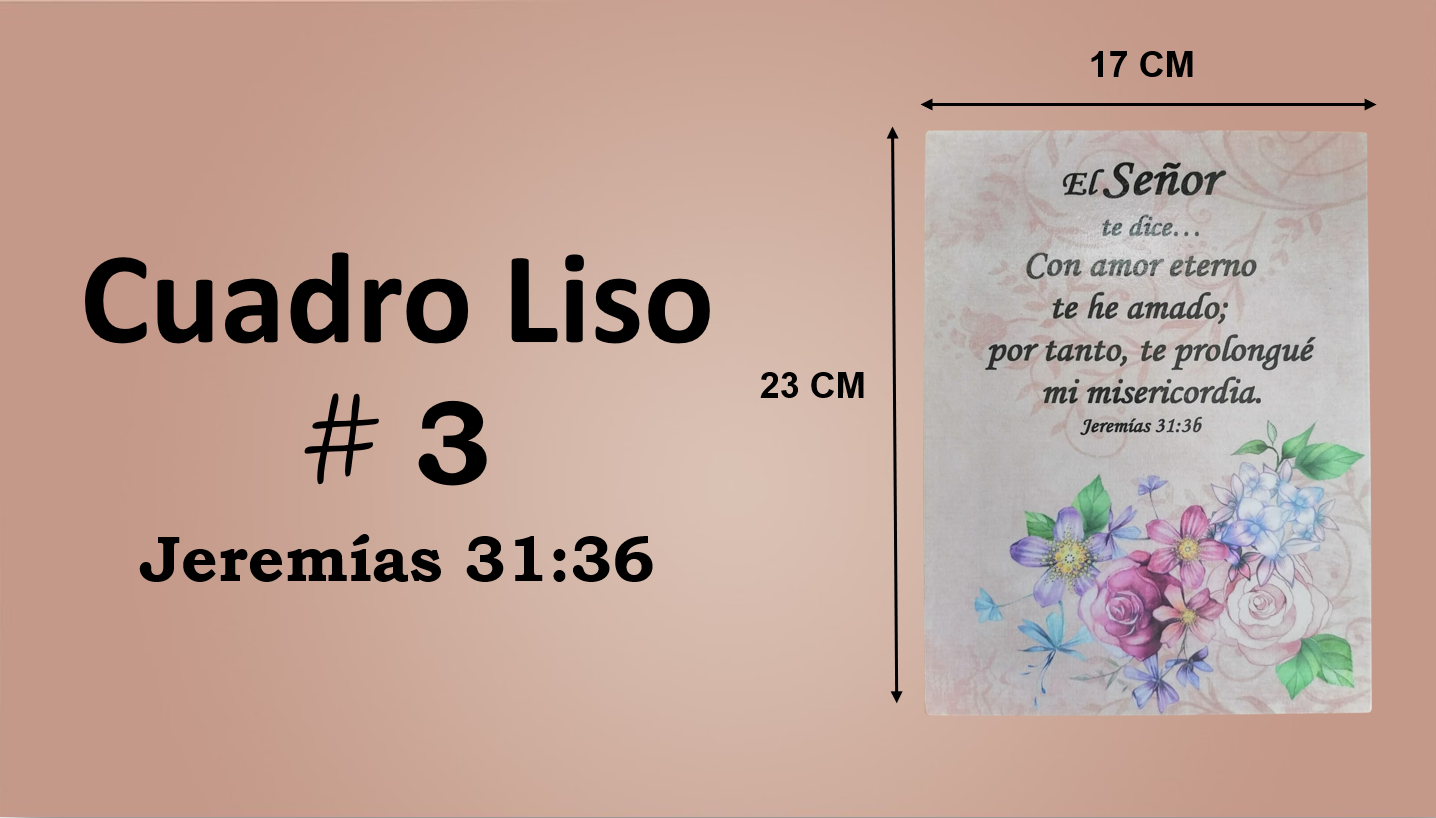 Cuadro Liso
# 3
Jeremías 31:36
17 CM
23 CM
El Señor
te dice...
Con amor eterno
te he amado;
por tanto, te prolongué
mi misericordia.
Jeremías 31:36